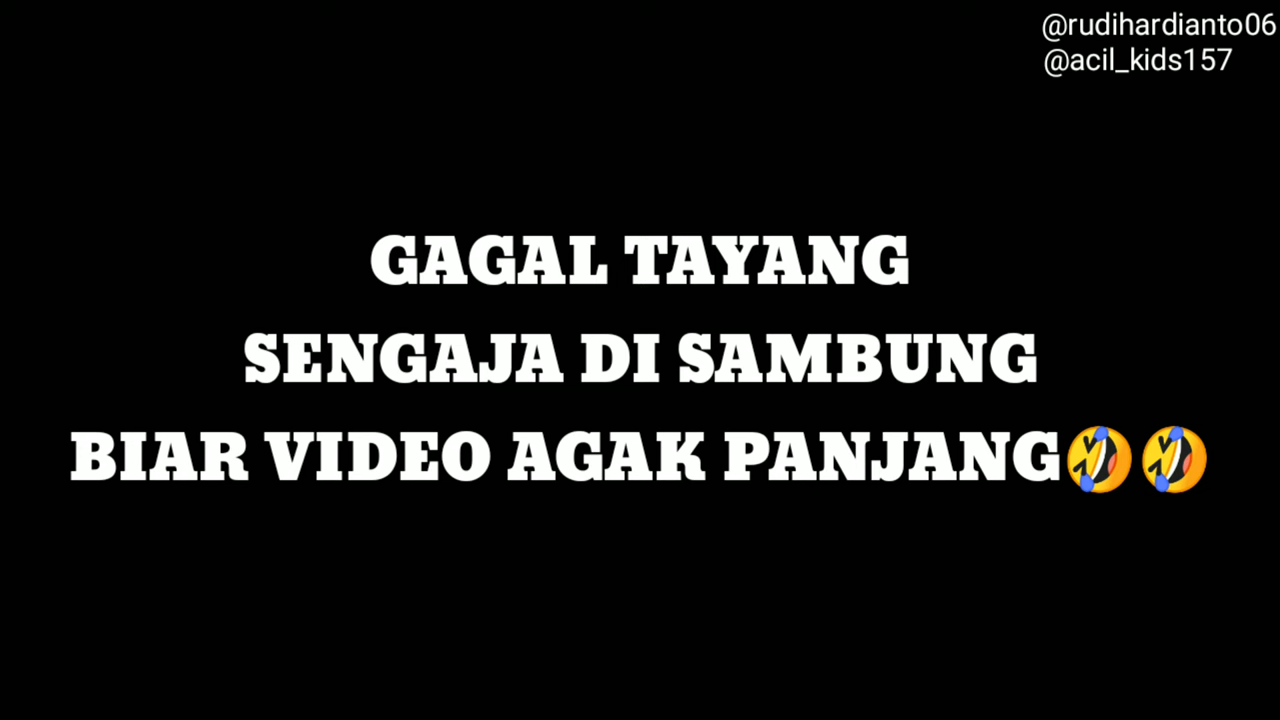 @rudihardianto06
@acil_kids157
GAGAL TAYANG
SENGAJA DI SAMBUNG
BIAR VIDEO AGAK PANJANG🤣🤣